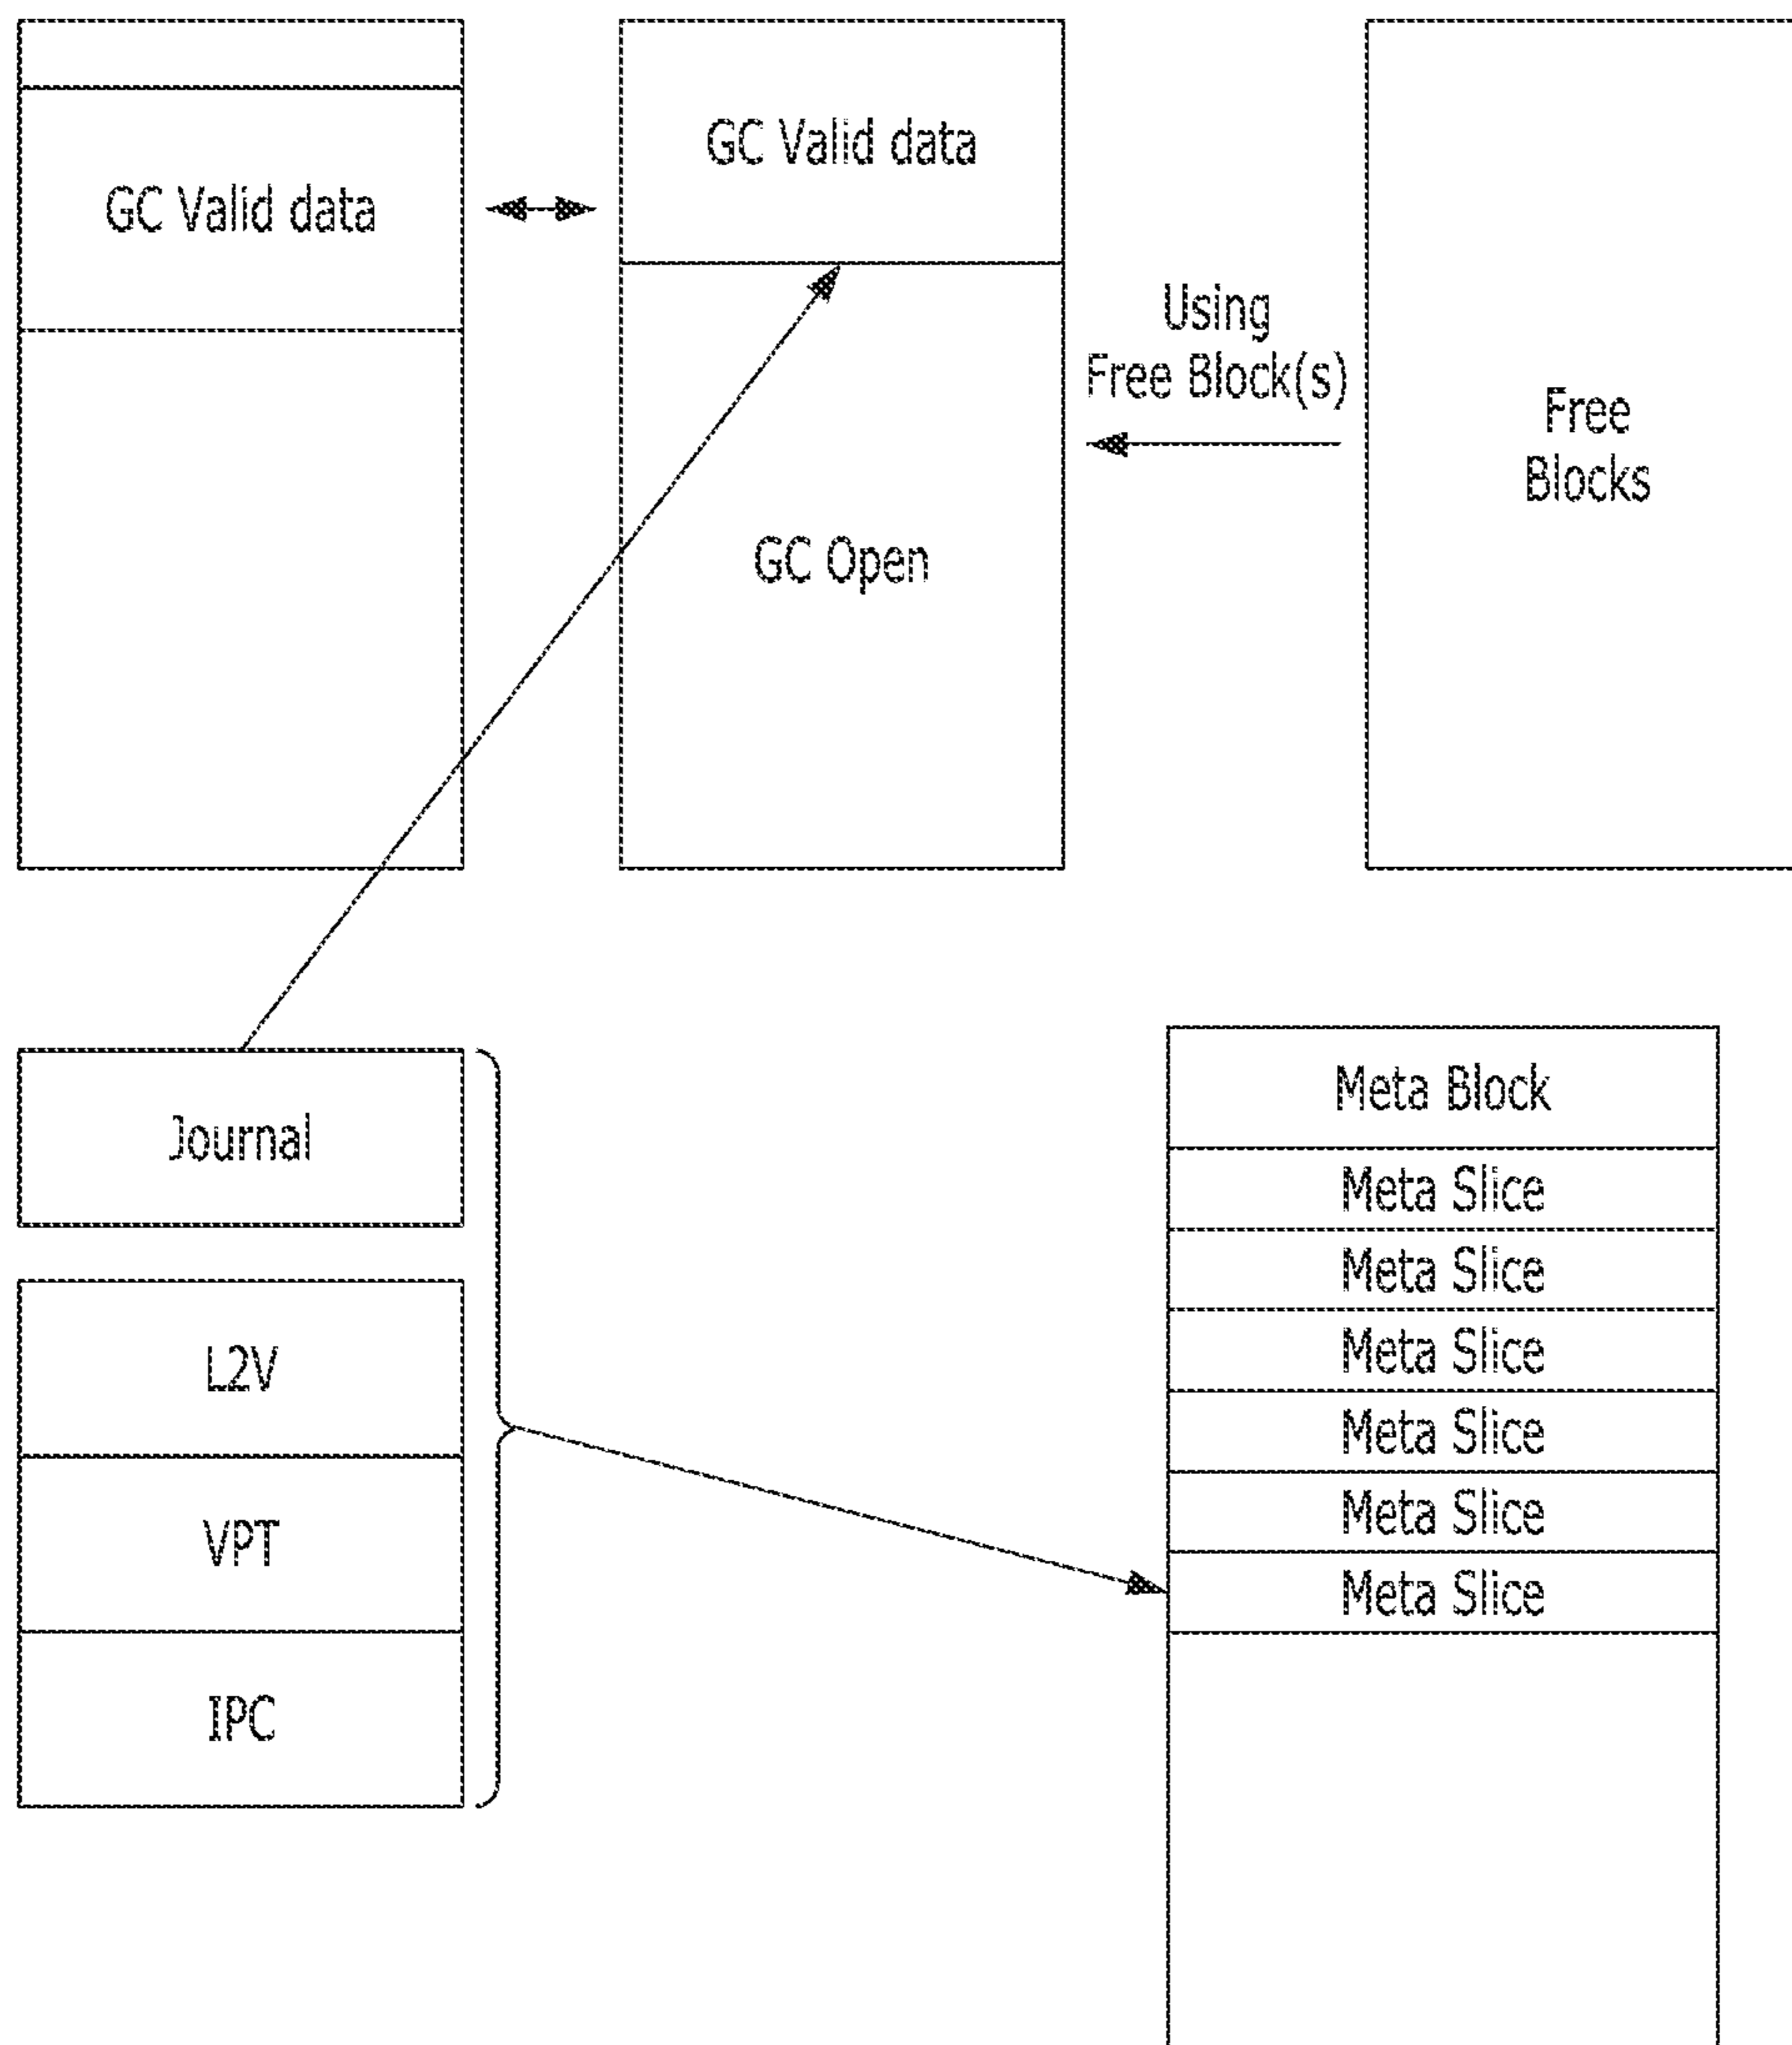 GC Valid data
GC Valid data
Using
Free Block(s)
Free
Blocks
GC Open
Journal
L2V
VPT
IPC
Meta Block
Meta Slice
Meta Slice
Meta Slice
Meta Slice
Meta Slice
Meta Slice